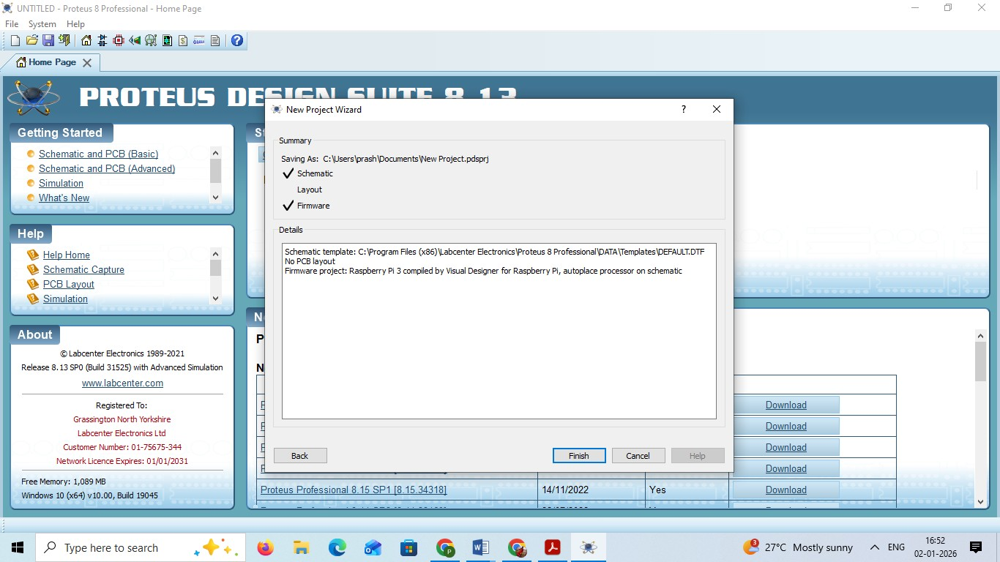 UNTITLED - Proteus 8 Professional - Home Page
File System Help
Home Page
PROTEUS DESIGN SUITE 8.13
Getting Started
Schematic and PCB (Basic)
Schematic and PCB (Advanced)
Simulation
What's New
Help
Help Home
Schematic Capture
PCB Layout
Simulation
About
© Labcenter Electronics 1989-2021
Release 8.13 SP0 (Build 31525) with Advanced Simulation
www.labcenter.com
Registered To:
Grassington North Yorkshire
Labcenter Electronics Ltd
Customer Number: 01-75675-344
Network Licence Expires: 01/01/2031
Free Memory: 1,089 MB
Windows 10 (x64) v10.00, Build 19045
New Project Wizard
?
Summary
Saving As: C:\Users\prash\Documents\New Project.pdsprj
Schematic
Layout
Firmware
Details
Schematic template: C:\Program Files (x86)\Labcenter Electronics\Proteus 8 Professional\DATA\Templates\DEFAULT.DTF
No PCB layout
Firmware project: Raspberry Pi 3 compiled by Visual Designer for Raspberry Pi, autoplace processor on schematic
Back Finish Cancel Help
Download
Download
Download
Download
Proteus Professional 8.15 SP1 [8.15.34318] 14/11/2022 Yes Download
Type here to search
3 27°C Mostly sunny ENG 16:52
02-01-2026